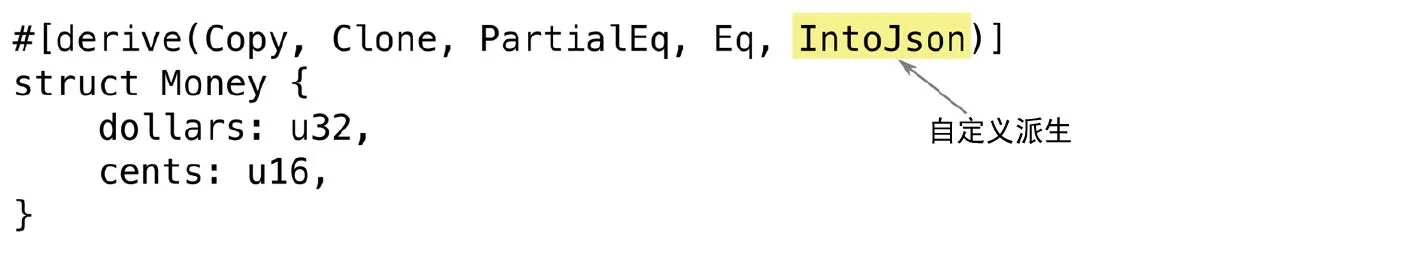 #[derive(Copy, Clone, PartialEq, Eq, IntoJson)]
struct Money {
    dollars: u32,
    cents: u16,
}
自定义派生